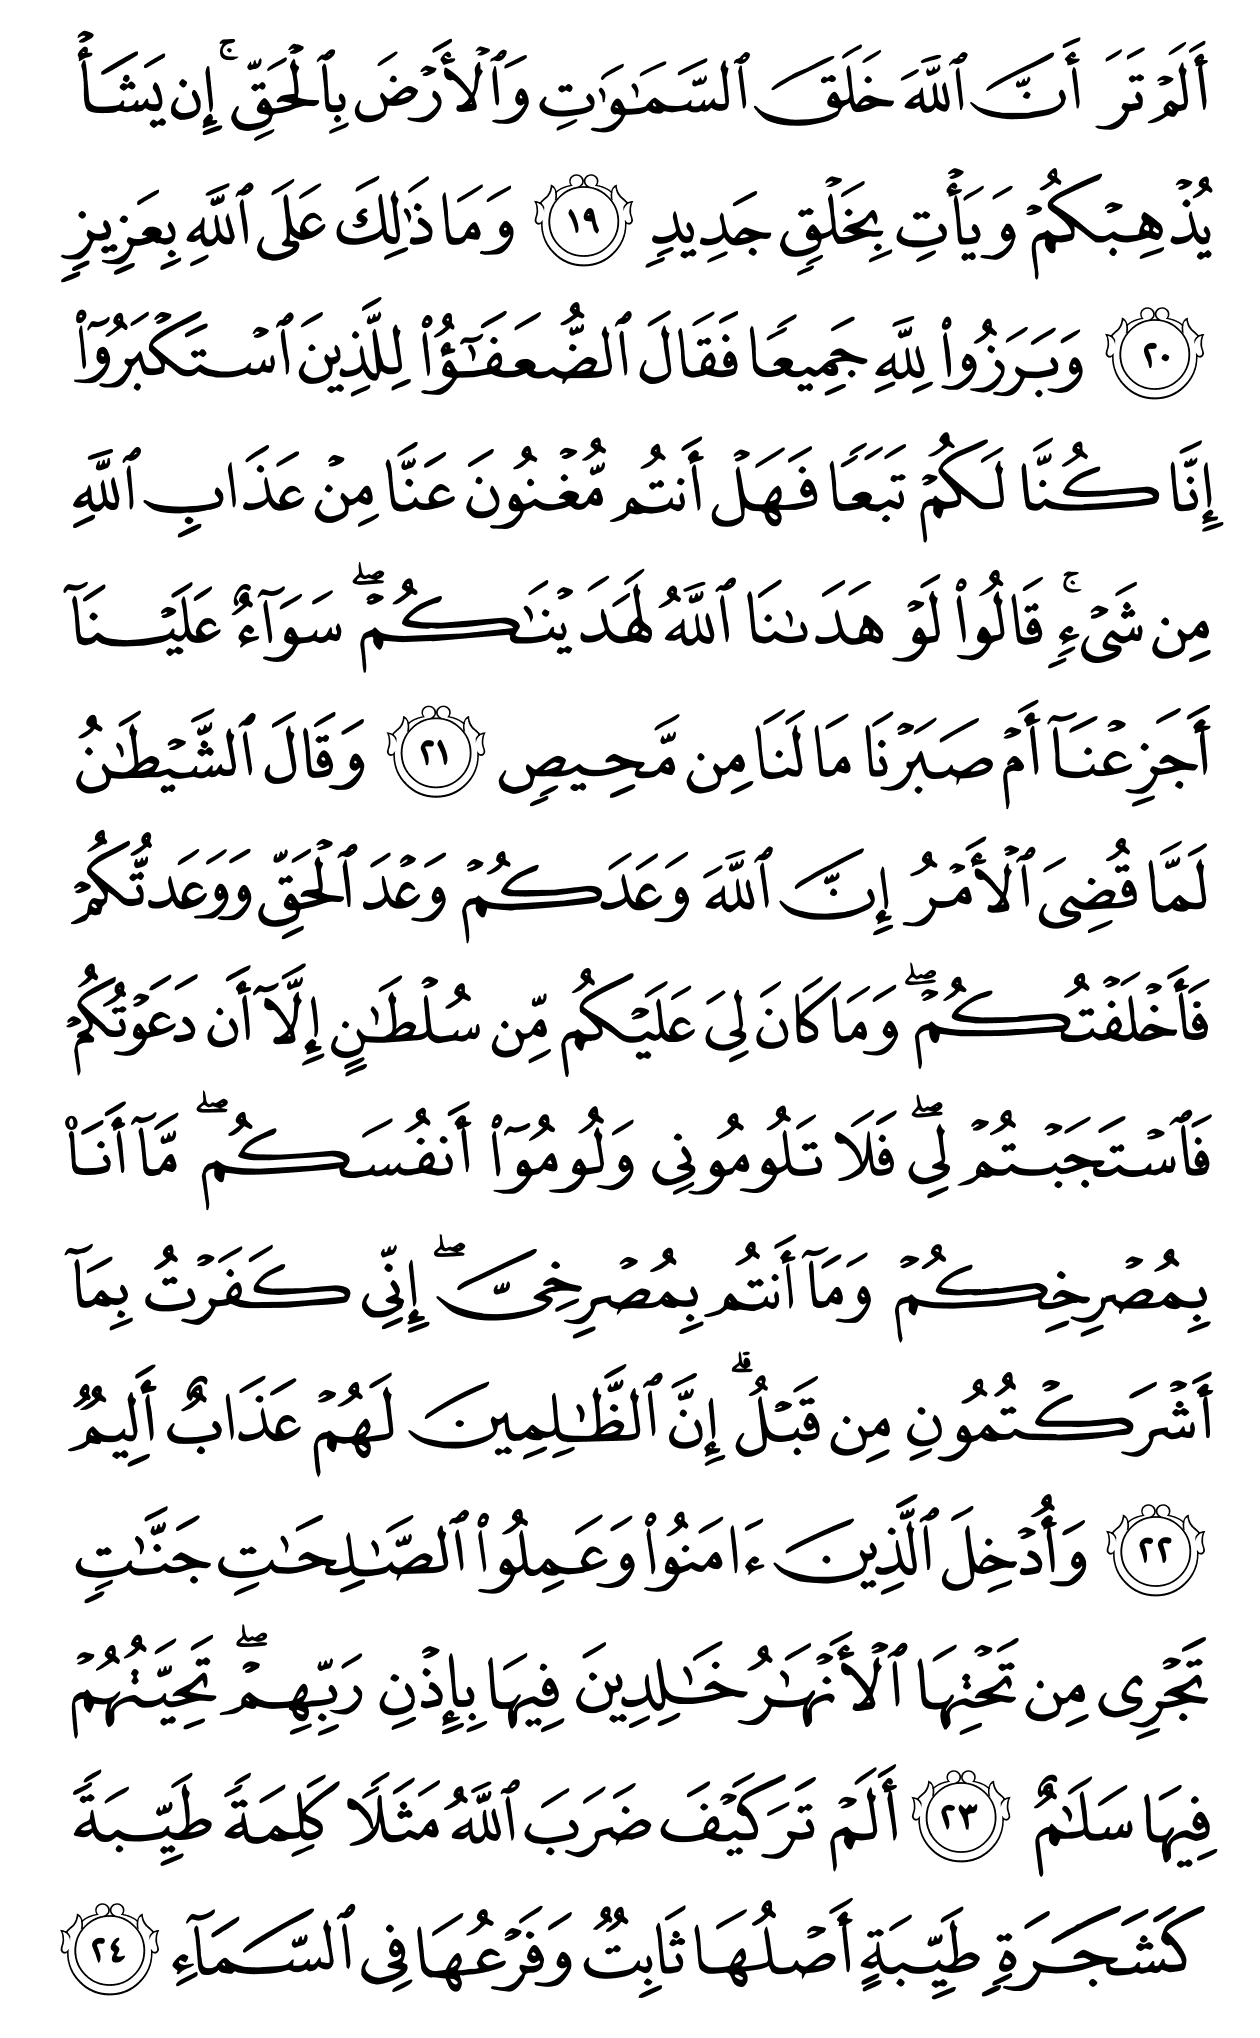 أَلَمْ تَرَ أَنَّ ٱللَّهَ خَلَقَ ٱلسَّمَٰوَٰتِ وَٱلْأَرْضَ بِٱلْحَقِّ ۚ إِن يَشَأْ
يُذْهِبْكُمْ وَيَأْتِ بِخَلْقٍ جَدِيدٍ ١٩ وَمَا ذَٰلِكَ عَلَى ٱللَّهِ بِعَزِيزٍ
٢٠ وَبَرَزُوا۟ لِلَّهِ جَمِيعًا فَقَالَ ٱلضُّعَفَٰٓؤُا۟ لِلَّذِينَ ٱسْتَكْبَرُوٓا۟
إِنَّا كُنَّا لَكُمْ تَبَعًا فَهَلْ أَنتُم مُّغْنُونَ عَنَّا مِنْ عَذَابِ ٱللَّهِ
مِن شَىْءٍ ۚ قَالُوا۟ لَوْ هَدَىٰنَا ٱللَّهُ لَهَدَيْنَٰكُمْ ۖ سَوَآءٌ عَلَيْنَآ
أَجَزِعْنَآ أَمْ صَبَرْنَا مَا لَنَا مِن مَّحِيصٍ ٢١ وَقَالَ ٱلشَّيْطَٰنُ
لَمَّا قُضِىَ ٱلْأَمْرُ إِنَّ ٱللَّهَ وَعَدَكُمْ وَعْدَ ٱلْحَقِّ وَوَعَدتُّكُمْ
فَأَخْلَفْتُكُمْ ۖ وَمَا كَانَ لِىَ عَلَيْكُم مِّن سُلْطَٰنٍ إِلَّآ أَن دَعَوْتُكُمْ
فَٱسْتَجَبْتُمْ لِى ۖ فَلَا تَلُومُونِى وَلُومُوٓا۟ أَنفُسَكُم ۖ مَّآ أَنَا۠
بِمُصْرِخِكُمْ وَمَآ أَنتُم بِمُصْرِخِىَّ ۖ إِنِّى كَفَرْتُ بِمَآ
أَشْرَكْتُمُونِ مِن قَبْلُ ۗ إِنَّ ٱلظَّٰلِمِينَ لَهُمْ عَذَابٌ أَلِيمٌ
٢٢ وَأُدْخِلَ ٱلَّذِينَ ءَامَنُوا۟ وَعَمِلُوا۟ ٱلصَّٰلِحَٰتِ جَنَّٰتٍ
تَجْرِى مِن تَحْتِهَا ٱلْأَنْهَٰرُ خَٰلِدِينَ فِيهَا بِإِذْنِ رَبِّهِمْ ۖ تَحِيَّتُهُمْ
فِيهَا سَلَٰمٌ ٢٣ أَلَمْ تَرَ كَيْفَ ضَرَبَ ٱللَّهُ مَثَلًا كَلِمَةً طَيِّبَةً
كَشَجَرَةٍ طَيِّبَةٍ أَصْلُهَا ثَابِتٌ وَفَرْعُهَا فِى ٱلسَّمَآءِ ٢٤